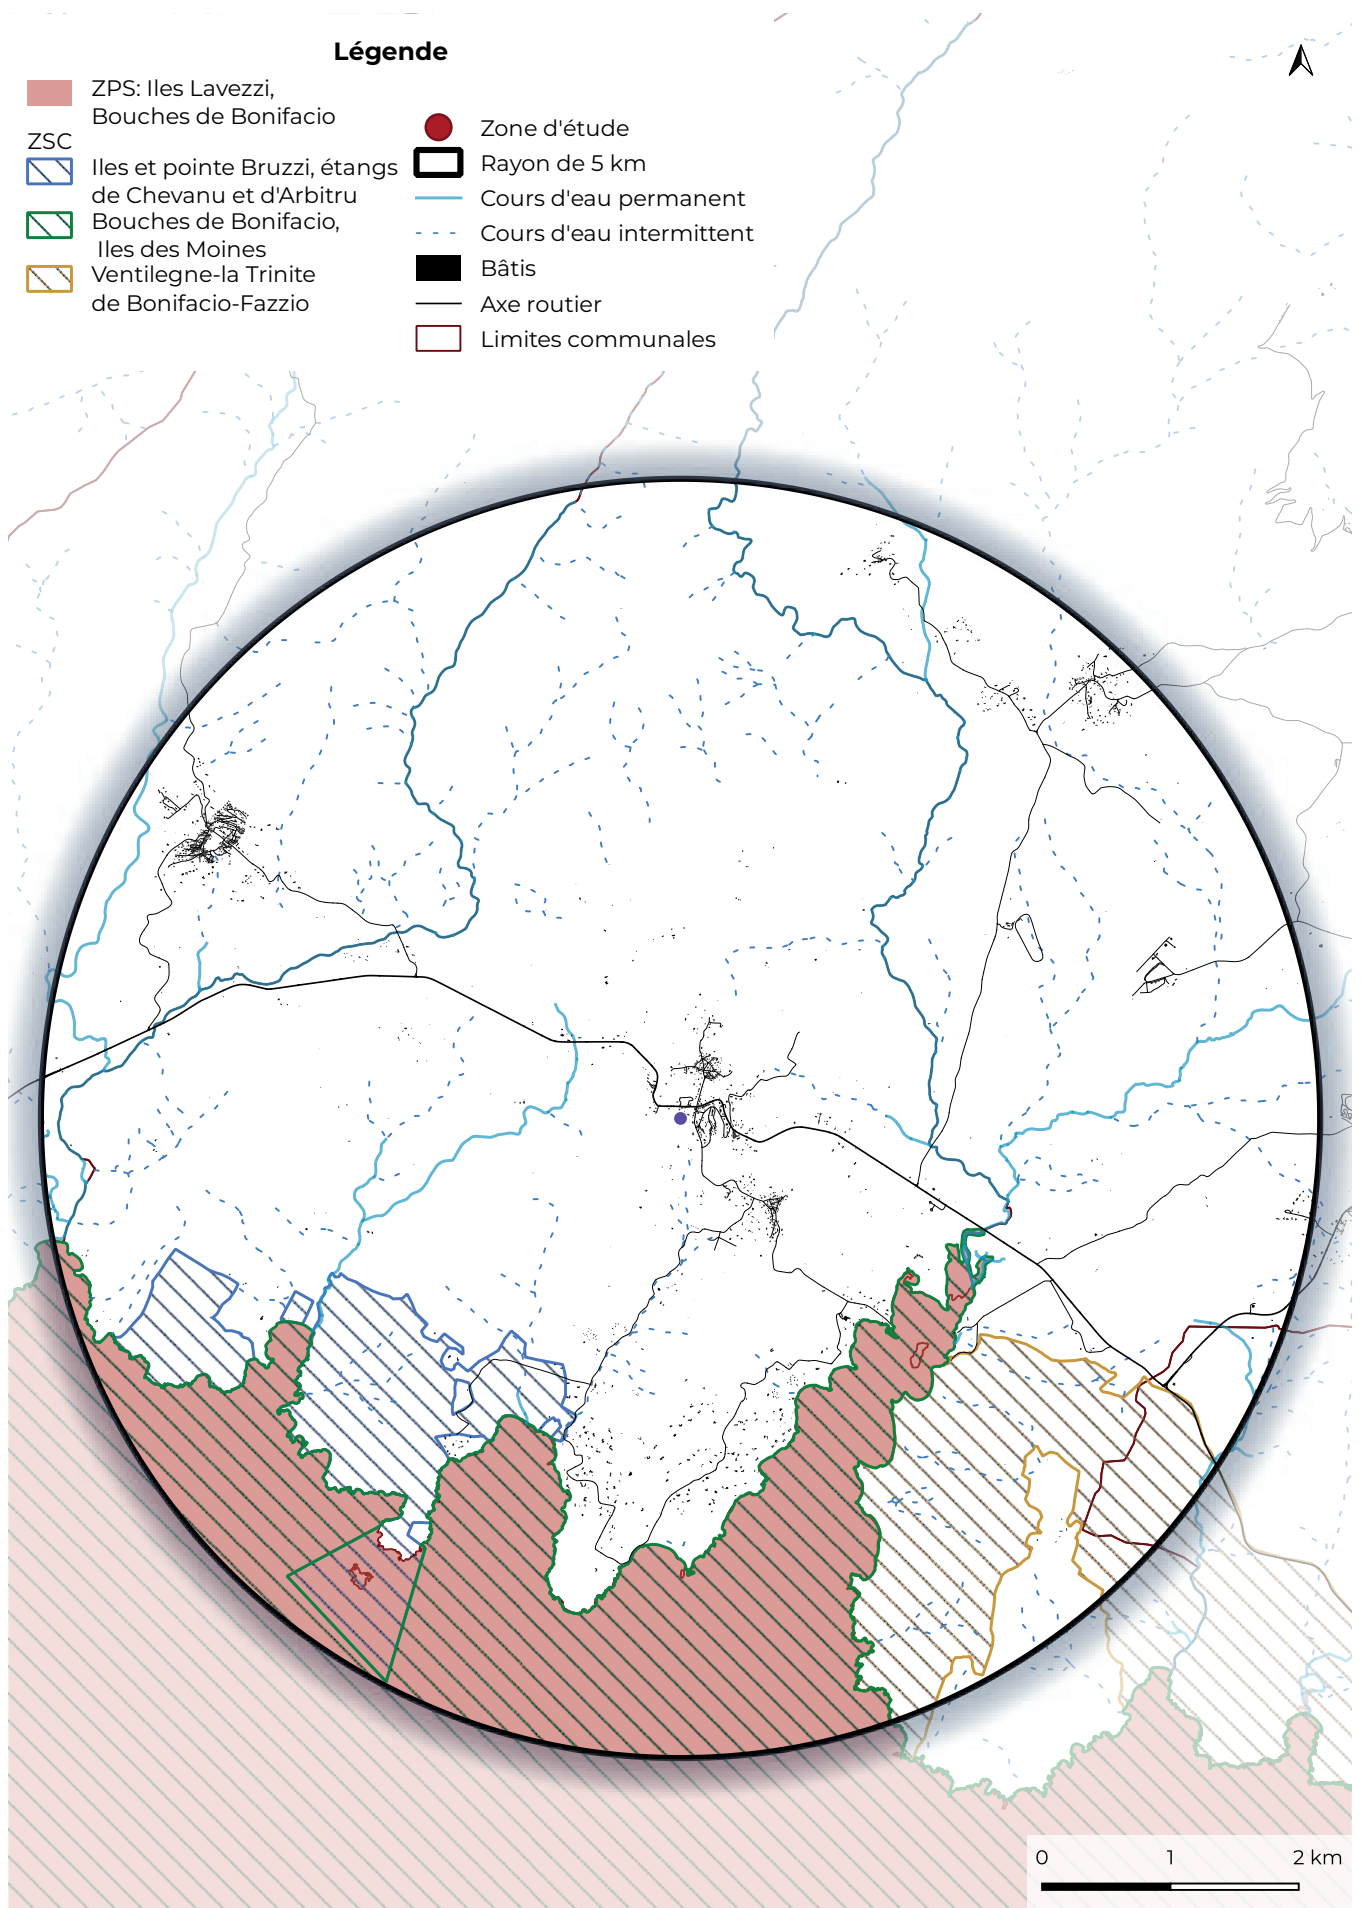 Légende
ZPS: Iles Lavezzi,
Bouches de Bonifacio
ZSC
Iles et pointe Bruzzi, étangs
de Chevanu et d'Arbitru
Bouches de Bonifacio,
Iles des Moines
Ventilegne-la Trinite
de Bonifacio-Fazzio
Zone d'étude
Rayon de 5 km
Cours d'eau permanent
Cours d'eau intermittent
Bâtis
Axe routier
Limites communales
0 1 2 km